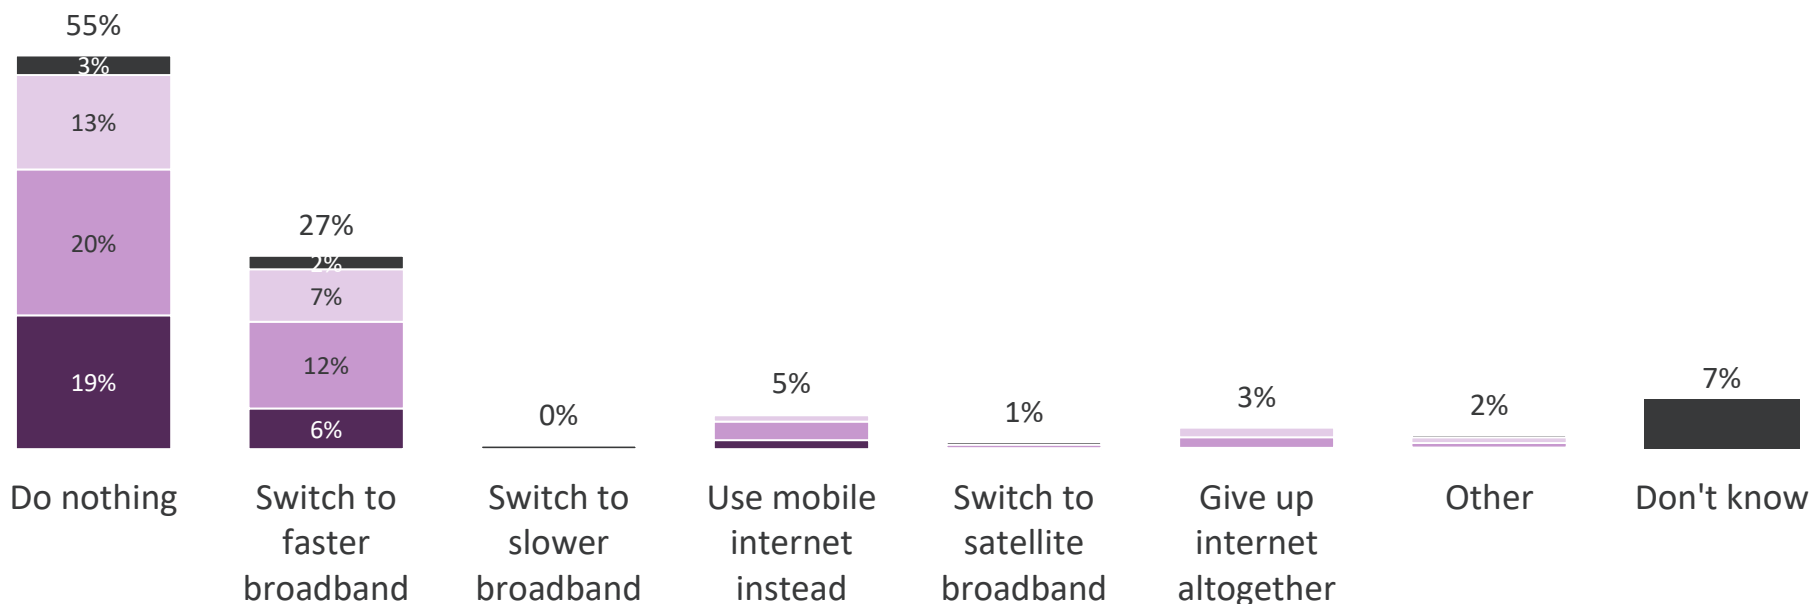 55%
3%
13%
20%
19%
27%
2%
7%
12%
6%
0%
5%
1%
3%
2%
7%
Do nothing
Switch to
faster
broadband
Switch to
slower
broadband
Use mobile
internet
instead
Switch to
satellite
broadband
Give up
internet
altogether
Other
Don't know